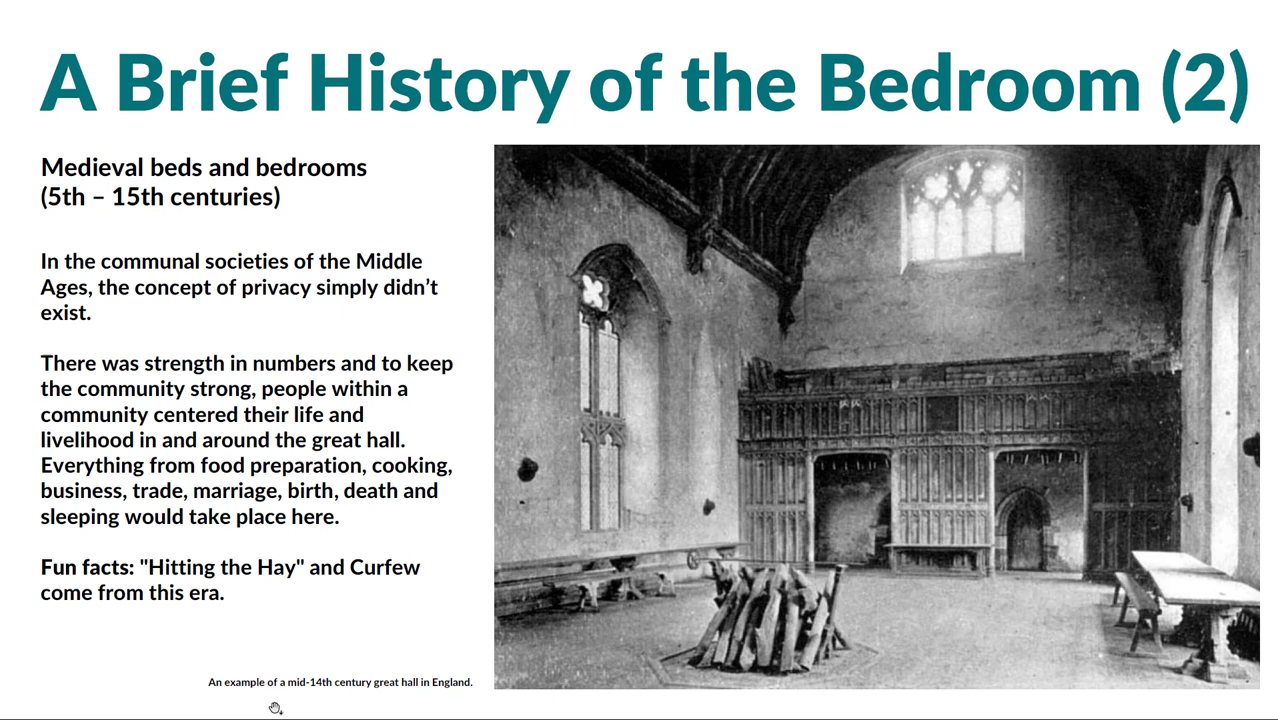 A Brief History of the Bedroom (2)
Medieval beds and bedrooms
(5th – 15th centuries)
In the communal societies of the Middle
Ages, the concept of privacy simply didn’t
exist.
There was strength in numbers and to keep
the community strong, people within a
community centered their life and
livelihood in and around the great hall.
Everything from food preparation, cooking,
business, trade, marriage, birth, death and
sleeping would take place here.
Fun facts: "Hitting the Hay" and Curfew
come from this era.
An example of a mid-14th century great hall in England.